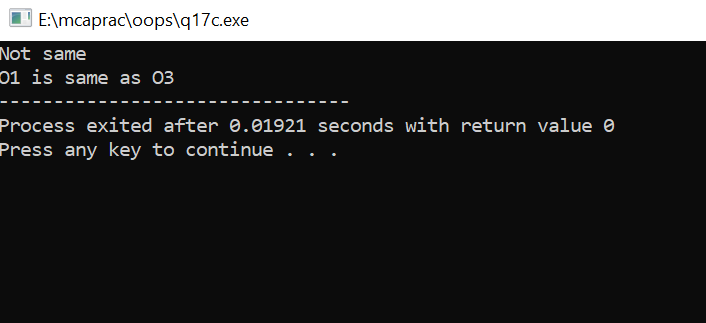 E:\mcaprac\oops\q17c.exe
Not same
O1 is same as O3
--------------------------------
Process exited after 0.01921 seconds with return value 0
Press any key to continue . . .